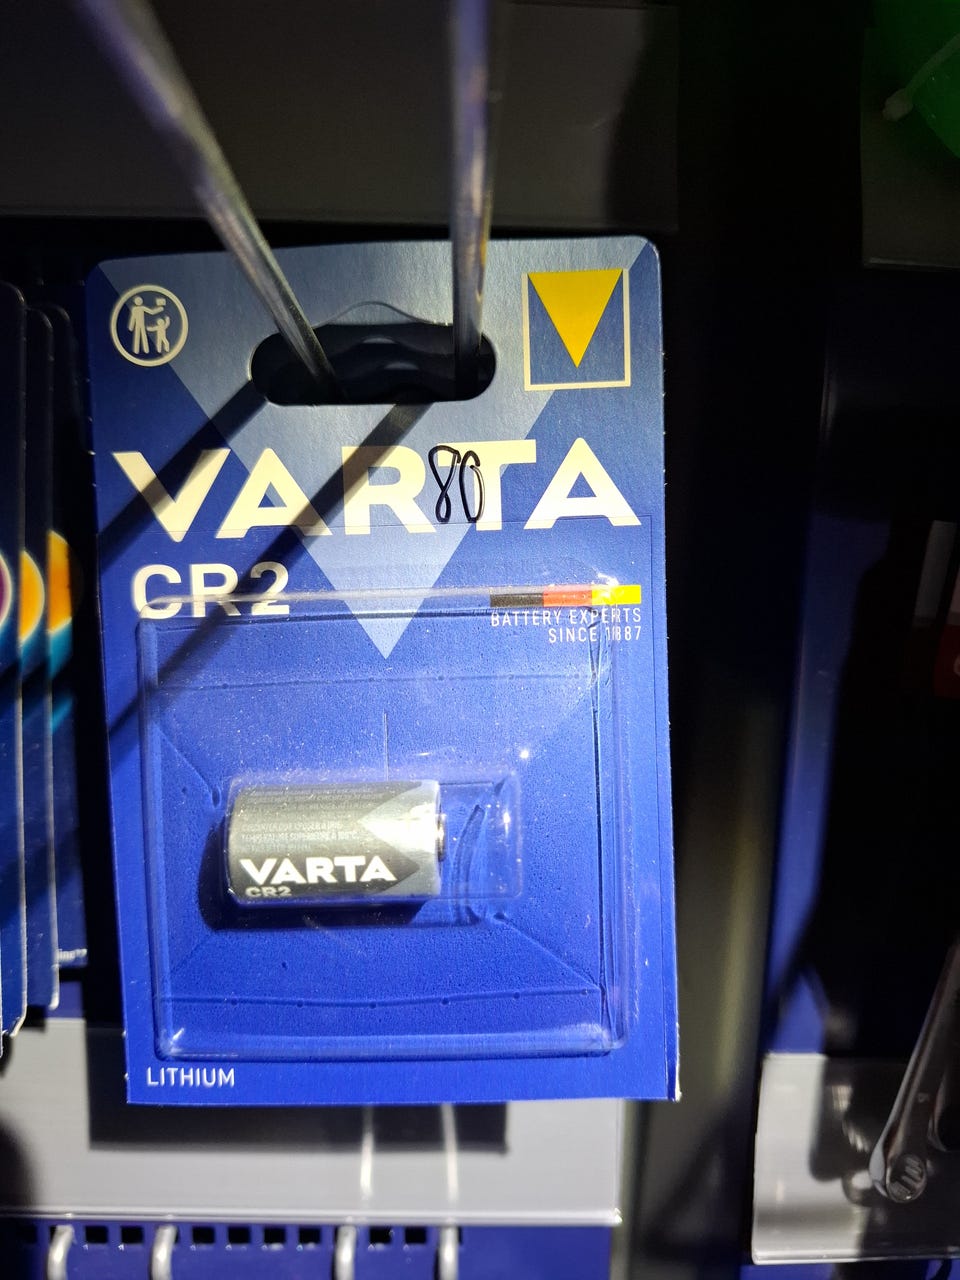 VARTA
80
CR2
BATTERY EXPERTS
SINCE 1887
VARTA
CR2
LITHIUM